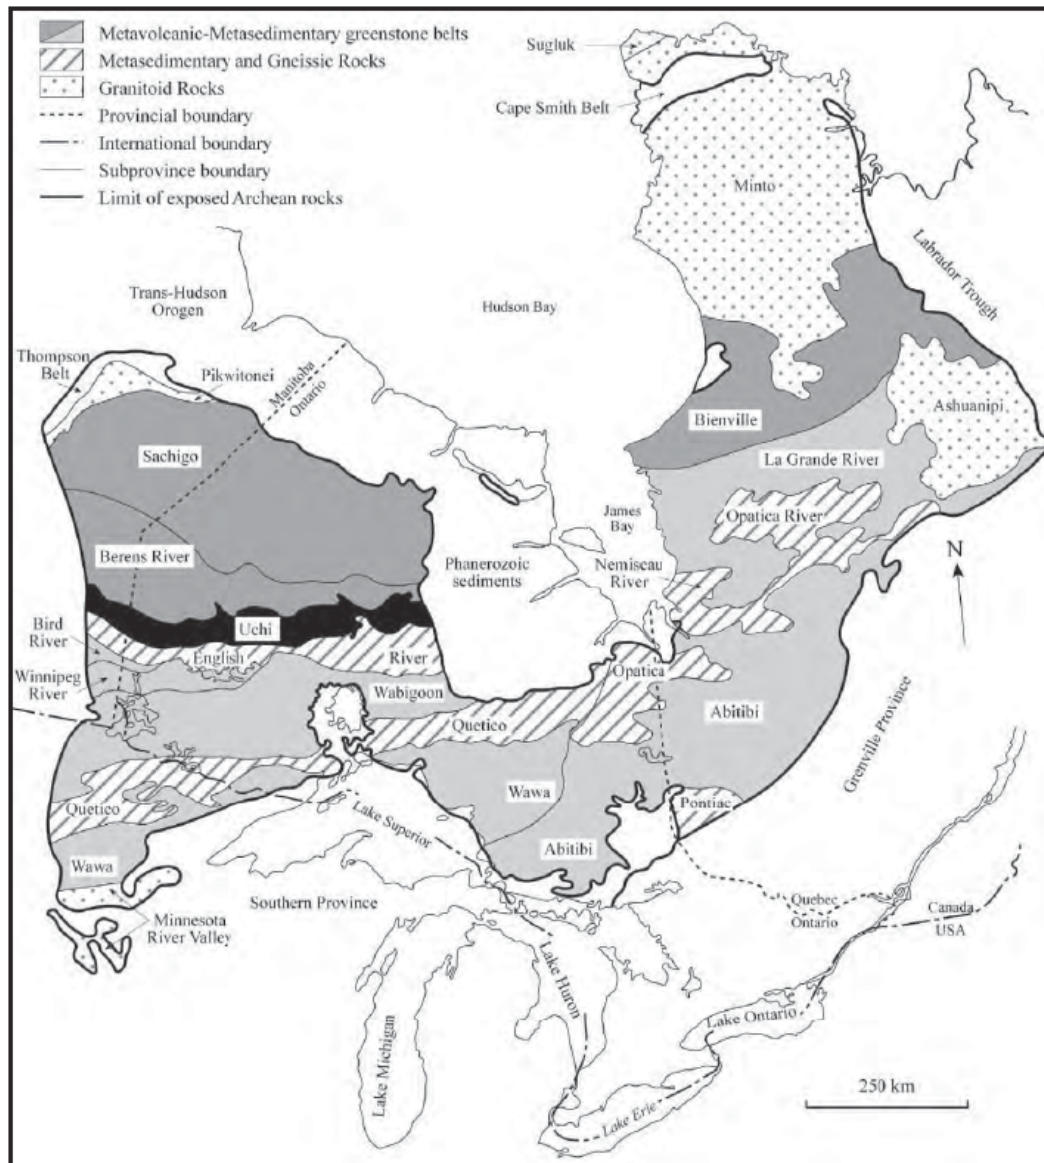 Metavolcanic-Metasedimentary greenstone belts
Metasedimentary and Gneissic Rocks
Granitoid Rocks
Provincial boundary
International boundary
Subprovince boundary
Limit of exposed Archean rocks
Sugluk
Cape Smith Belt
Minto
Labrador Trough
Trans-Hudson
Orogen
Hudson Bay
Thompson
Belt
Pikwitonei
Manitoba
Ontario
Ashuanipi
Bienville
Sachigo
La Grande River
Opatica River
James
Bay
Berens River
Phanerozoic
sediments
Nemiscau
River
N
Bird
River
Uchi
English
River
Winnipeg
River
Wabigoon
Opatica
Abitibi
Quetico
Grenville Province
Wawa
Pontiac
Quetico
Lake Superior
Abitibi
Wawa
Southern Province
Minnesota
River Valley
Quebec
Ontario
Canada
USA
Lake Huron
Lake Ontario
Lake Michigan
250 km
Lake Erie